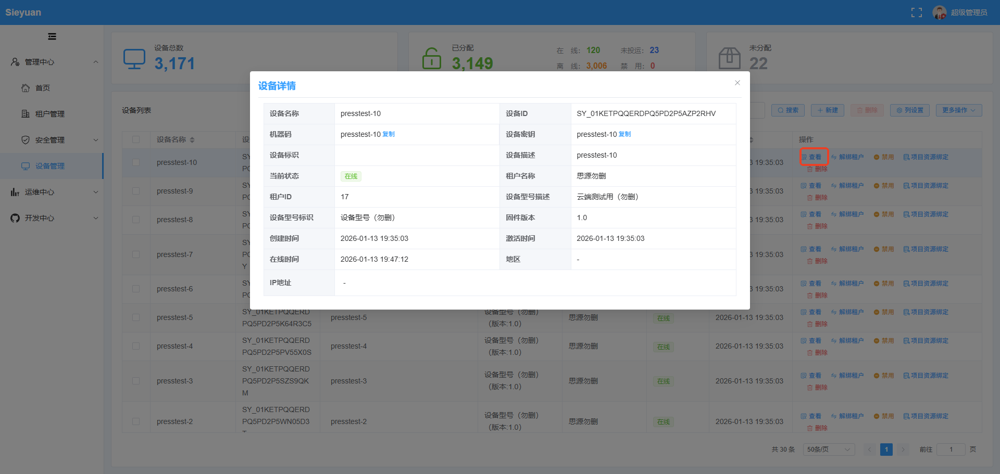 Sieyuan
超级管理员
管理中心
首页
租户管理
安全管理
设备管理
运维中心
开发中心
设备总数
3,171
已分配
3,149
在 线: 120
未投运: 23
离 线: 3,006
禁 用: 0
未分配
22
设备列表
搜索
新建
删除
列设置
更多操作
设备详情
设备名称 presstest-10 设备ID SY_01KETPQQERDPQ5PD2P5AZP2RHV
机器码 presstest-10 复制 设备密钥 presstest-10 复制
设备标识 设备描述 presstest-10
当前状态 在线 租户名称 思源勿删
租户ID 17 设备型号描述 云端测试用（勿删）
设备型号标识 设备型号（勿删） 固件版本 1.0
创建时间 2026-01-13 19:35:03 激活时间 2026-01-13 19:35:03
在线时间 2026-01-13 19:47:12 地区 -
IP地址 -
设备名称 设 操作
presstest-10 SY 3 19:35:03 查看 解绑租户 禁用 项目资源绑定
PC 删除
presstest-9 SY 3 19:35:03 查看 解绑租户 禁用 项目资源绑定
PC 删除
presstest-8 SY 3 19:35:03 查看 解绑租户 禁用 项目资源绑定
PC 删除
presstest-7 SY 3 19:35:03 查看 解绑租户 禁用 项目资源绑定
PC 删除
Y
presstest-6 SY 3 19:35:03 查看 解绑租户 禁用 项目资源绑定
PC 删除
presstest-5 SY_01KETPQQERD presstest-5 设备型号（勿删） 思源勿删 在线 2026-01-13 19:35:03 查看 解绑租户 禁用 项目资源绑定
PQ5PD2P5K64R3C5 （版本:1.0） 删除
presstest-4 SY_01KETPQQERD presstest-4 设备型号（勿删） 思源勿删 在线 2026-01-13 19:35:03 查看 解绑租户 禁用 项目资源绑定
PQ5PD2P5PV55X0S （版本:1.0） 删除
presstest-3 SY_01KETPQQERD presstest-3 设备型号（勿删） 思源勿删 在线 2026-01-13 19:35:03 查看 解绑租户 禁用 项目资源绑定
PQ5PD2P5SZS9QK （版本:1.0） 删除
M
presstest-2 SY_01KETPQQERD presstest-2 设备型号（勿删） 思源勿删 在线 2026-01-13 19:35:03 查看 解绑租户 禁用 项目资源绑定
PQ5PD2P5WN05D3 （版本:1.0） 删除
共 30 条 50条/页 1 前往 1 页